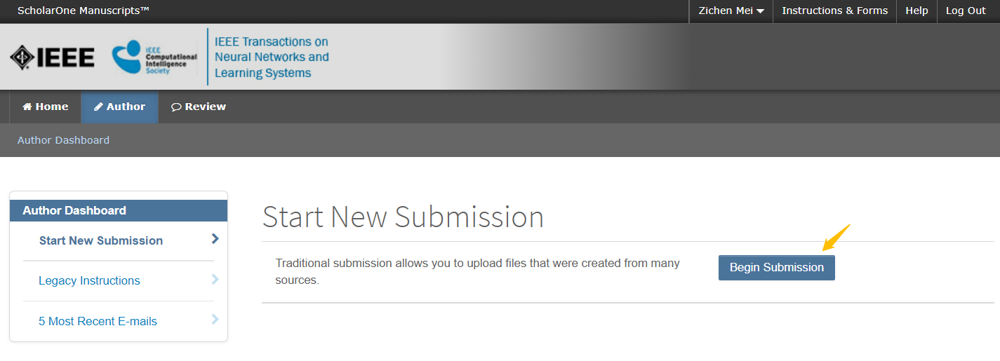 ScholarOne Manuscripts™
Zichen Mei
Instructions & Forms
Help
Log Out
IEEE
IEEE
Computational
Intelligence
Society
IEEE Transactions on
Neural Networks and
Learning Systems
Home
Author
Review
Author Dashboard
Author Dashboard
Start New Submission
Legacy Instructions
5 Most Recent E-mails
Start New Submission
Traditional submission allows you to upload files that were created from many
sources.
Begin Submission